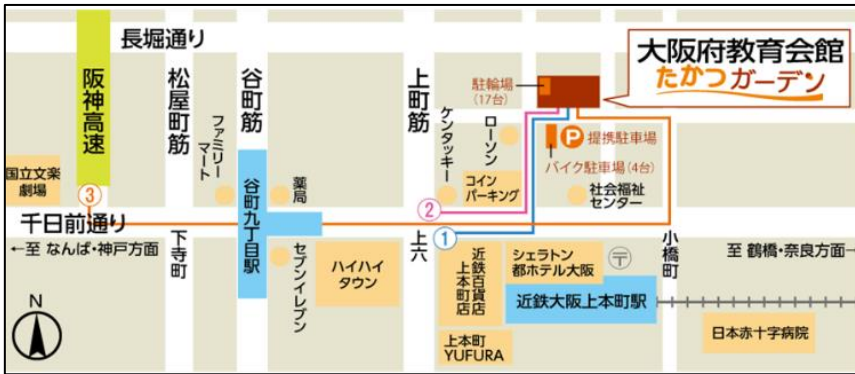 長堀通り
阪神高速
松屋町筋
谷町筋
上町筋
大阪府教育会館
たかつガーデン
駐輪場
(17台)
ファミリー
マート
ケンタッキー
ローソン
P 提携駐車場
バイク駐車場(4台)
国立文楽
劇場
③
薬局
コイン
パーキング
社会福祉
センター
②
千日前通り
谷町九丁目駅
①
←至 なんば・神戸方面
下寺町
セブンイレブン
ハイハイ
タウン
上六
近鉄百貨店
上本町店
シェラトン
都ホテル大阪
〒
小橋町
至 鶴橋・奈良方面→
近鉄大阪上本町駅
N
上本町
YUFURA
日本赤十字病院